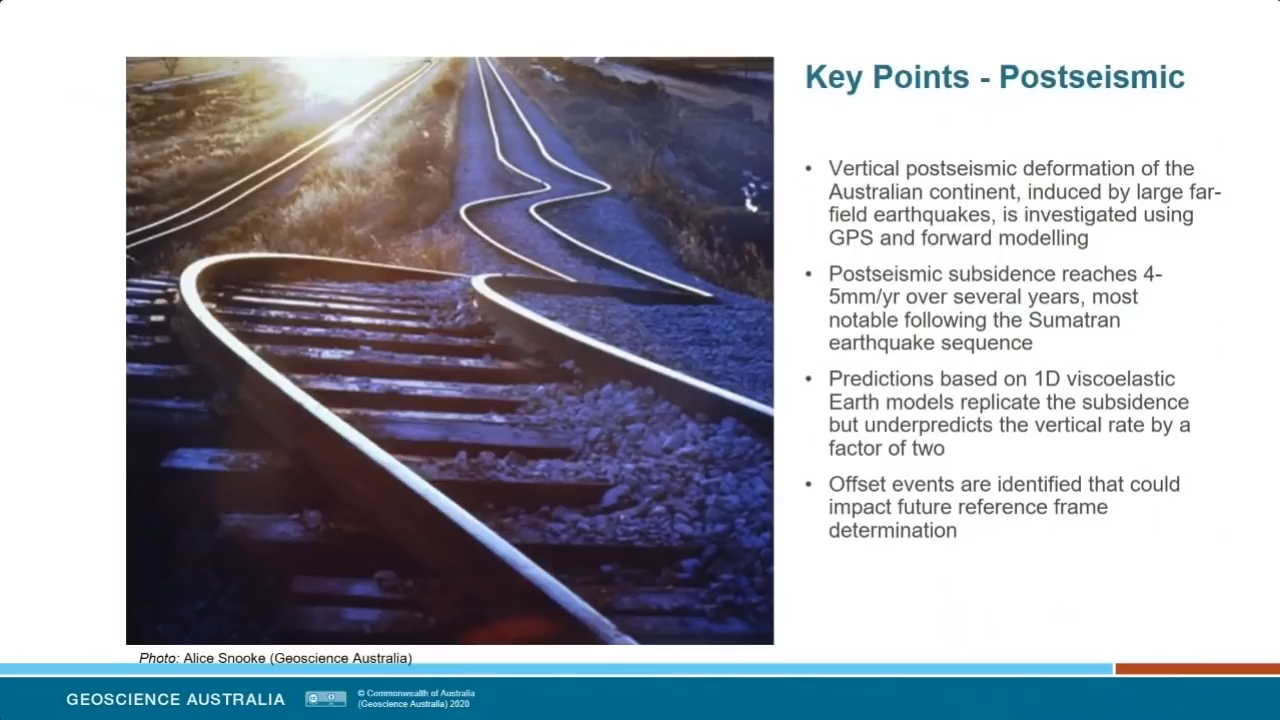 Key Points - Postseismic
• Vertical postseismic deformation of the
Australian continent, induced by large far-
field earthquakes, is investigated using
GPS and forward modelling
• Postseismic subsidence reaches 4-
5mm/yr over several years, most
notable following the Sumatran
earthquake sequence
• Predictions based on 1D viscoelastic
Earth models replicate the subsidence
but underpredicts the vertical rate by a
factor of two
• Offset events are identified that could
impact future reference frame
determination
Photo: Alice Snooke (Geoscience Australia)
GEOSCIENCE AUSTRALIA
© Commonwealth of Australia
(Geoscience Australia) 2020